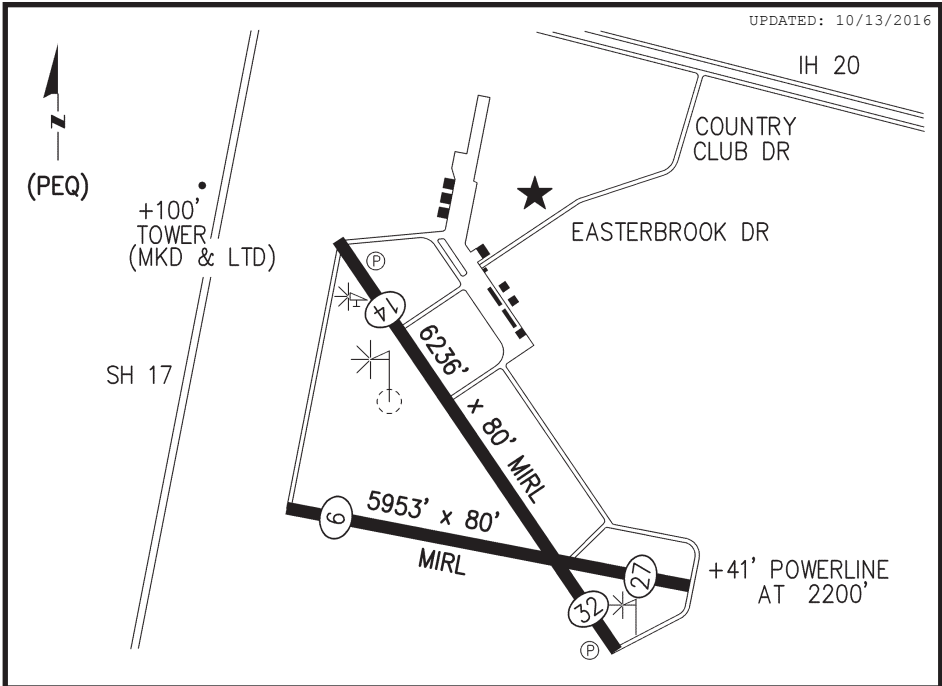 UPDATED: 10/13/2016
IH 20
COUNTRY
CLUB DR
N
(PEQ)
+100'
TOWER
(MKD & LTD)
EASTERBROOK DR
P
14
6236' x 80' MIRL
SH 17
9
5953' x 80'
MIRL
27
+41' POWERLINE
AT 2200'
32
P